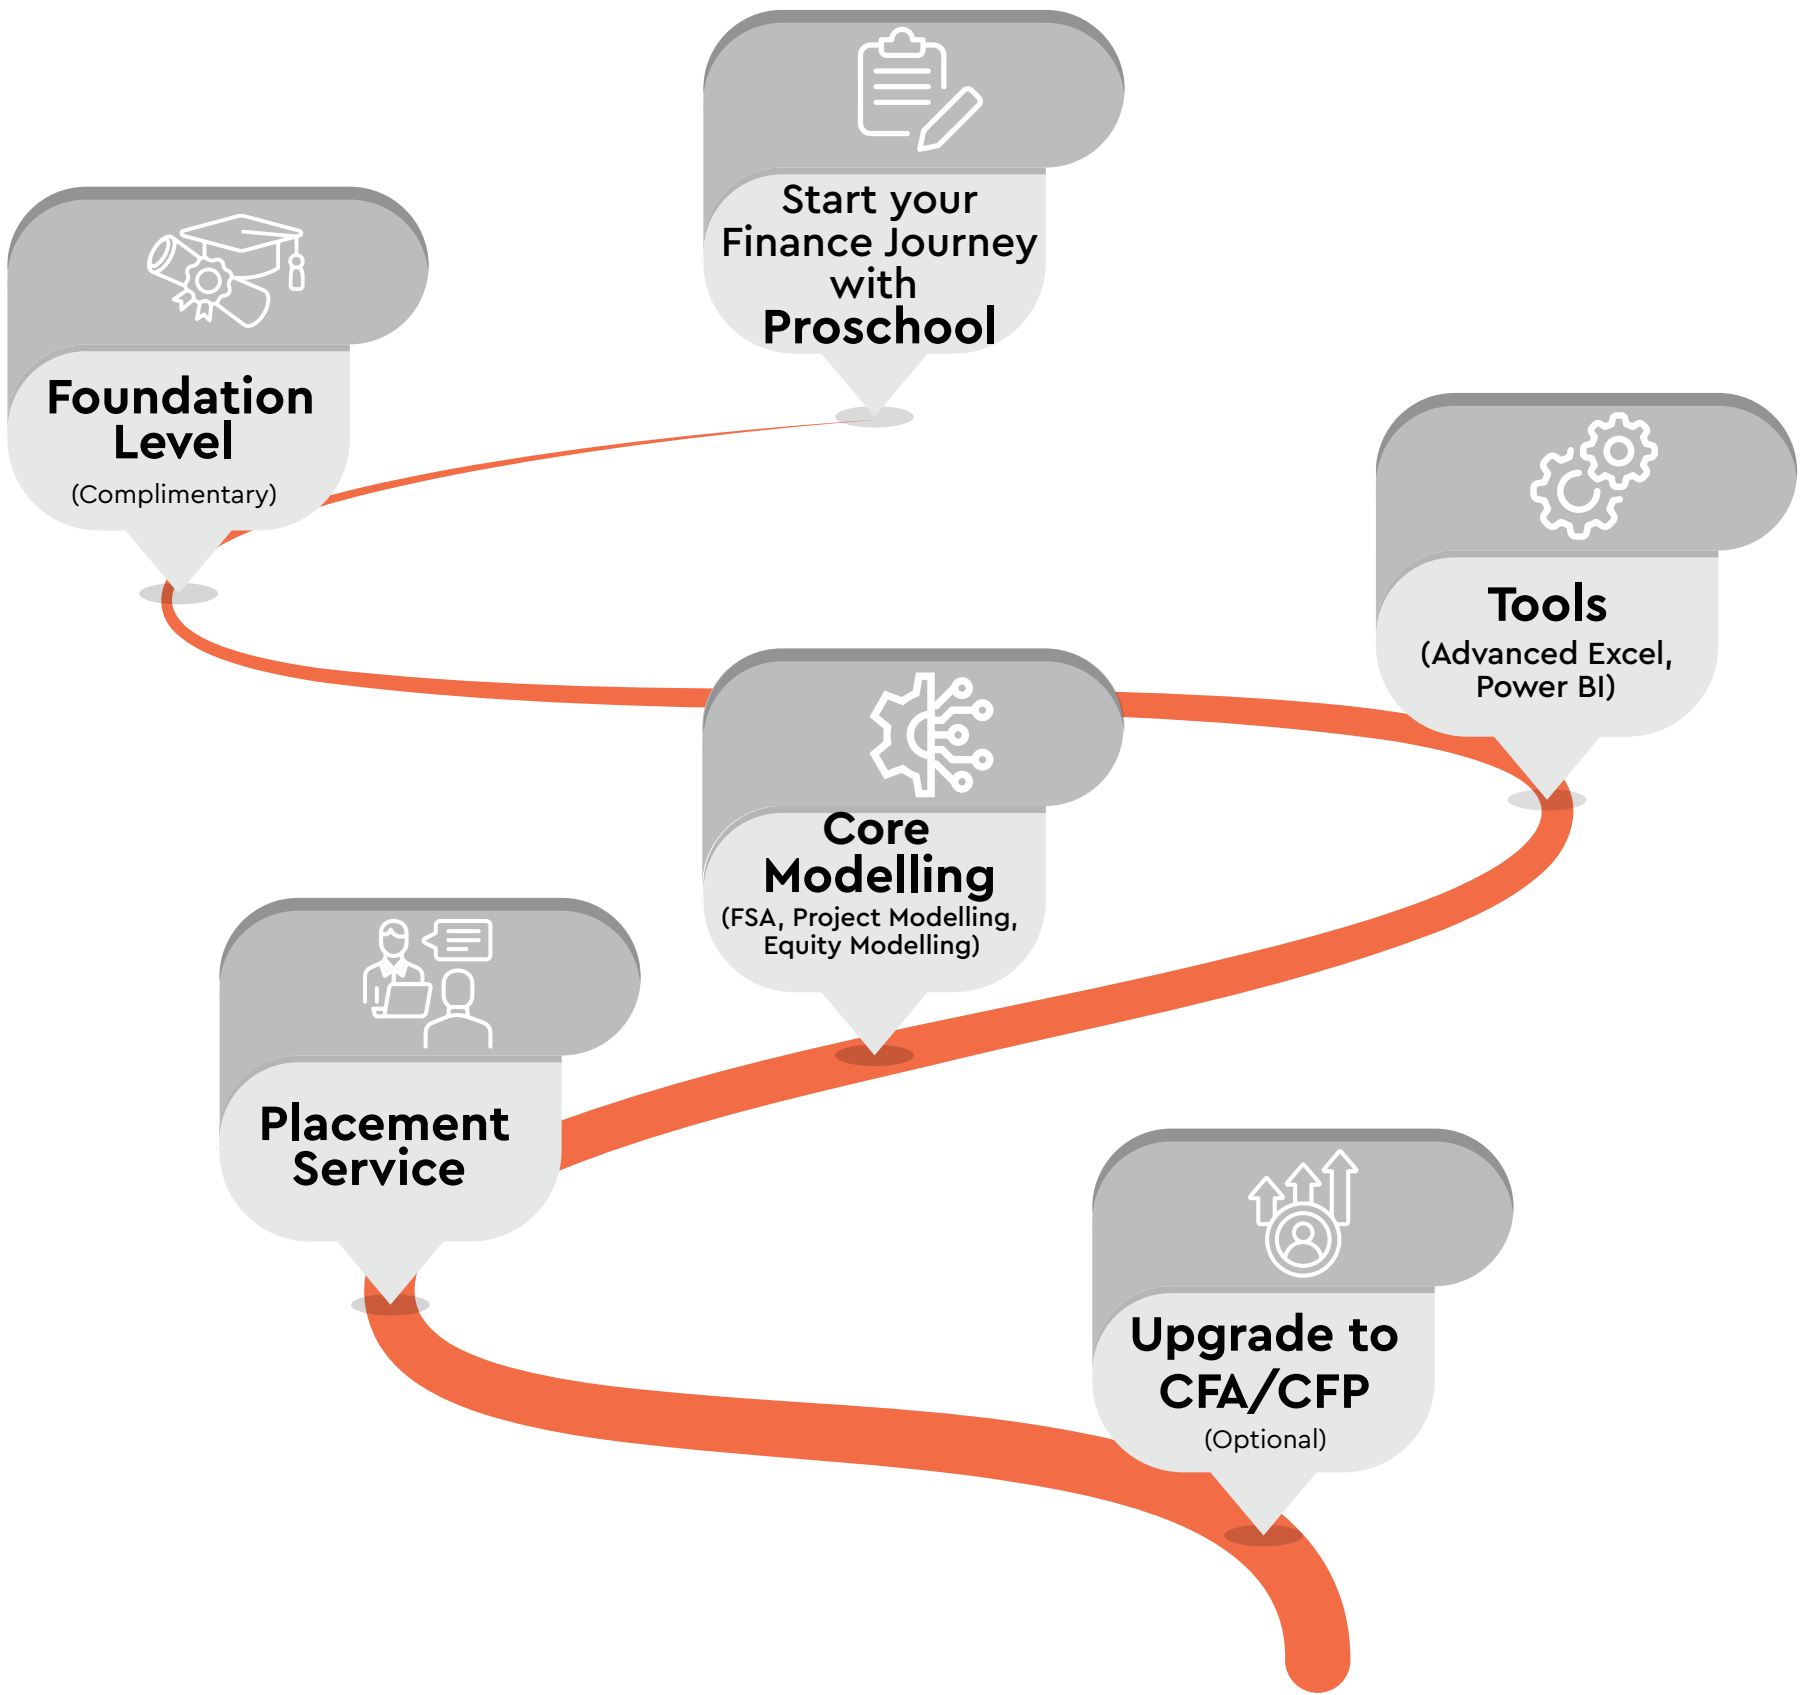 Start your
Finance Journey
with
Proschool
Foundation
Level
(Complimentary)
Tools
(Advanced Excel,
Power BI)
Core
Modelling
(FSA, Project Modelling,
Equity Modelling)
Placement
Service
Upgrade to
CFA/CFP
(Optional)